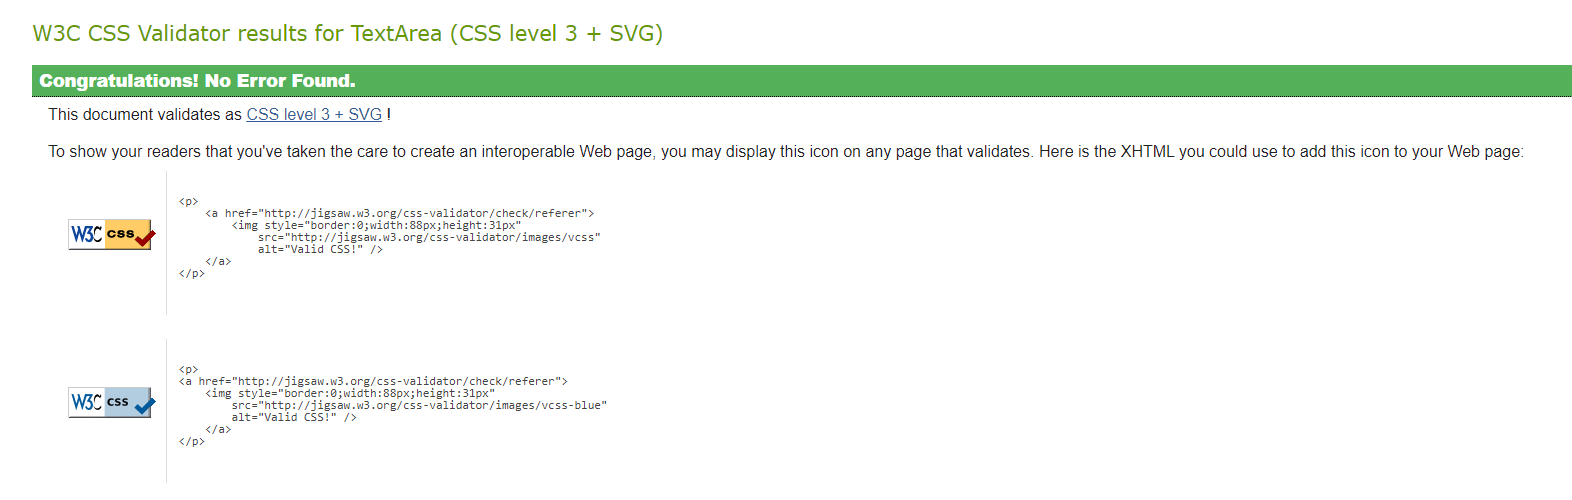 W3C CSS Validator results for TextArea (CSS level 3 + SVG)
Congratulations! No Error Found.
This document validates as CSS level 3 + SVG !
To show your readers that you've taken the care to create an interoperable Web page, you may display this icon on any page that validates. Here is the XHTML you could use to add this icon to your Web page:
W3C css
<p>
<a href="http://jigsaw.w3.org/css-validator/check/referer">
<img style="border:0;width:88px;height:31px"
src="http://jigsaw.w3.org/css-validator/images/vcss"
alt="Valid CSS!" />
</a>
</p>
W3C css
<p>
<a href="http://jigsaw.w3.org/css-validator/check/referer">
<img style="border:0;width:88px;height:31px"
src="http://jigsaw.w3.org/css-validator/images/vcss-blue"
alt="Valid CSS!" />
</a>
</p>